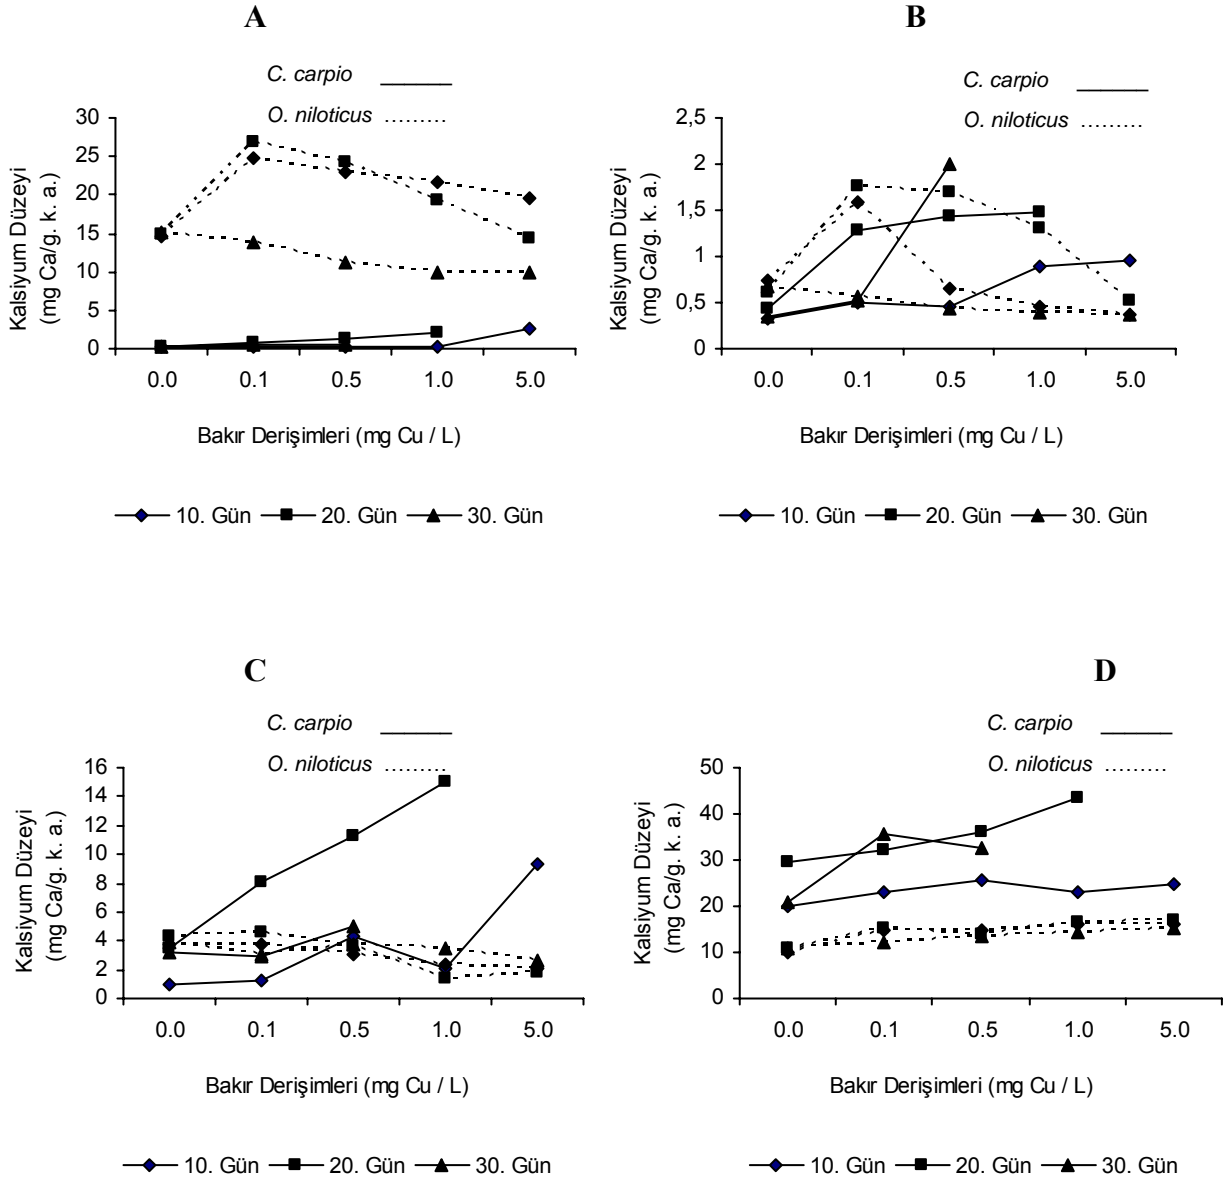 A
C. carpio
O. niloticus ..........
Kalsiyum Düzeyi
(mg Ca/g. k. a.)
30
25
20
15
10
5
0
0.0 0.1 0.5 1.0 5.0
Bakır Derişimleri (mg Cu / L)
10. Gün 20. Gün 30. Gün
B
C. carpio
O. niloticus ..........
Kalsiyum Düzeyi
(mg Ca/g. k. a.)
2,5
2
1,5
1
0,5
0
0.0 0.1 0.5 1.0 5.0
Bakır Derişimleri (mg Cu / L)
10. Gün 20. Gün 30. Gün
C
C. carpio
O. niloticus ..........
Kalsiyum Düzeyi
(mg Ca/g. k. a.)
16
14
12
10
8
6
4
2
0
0.0 0.1 0.5 1.0 5.0
Bakır Derişimleri (mg Cu / L)
10. Gün 20. Gün 30. Gün
D
C. carpio
O. niloticus ..........
Kalsiyum Düzeyi
(mg Ca/g. k. a.)
50
40
30
20
10
0
0.0 0.1 0.5 1.0 5.0
Bakır Derişimleri (mg Cu / L)
10. Gün 20. Gün 30. Gün